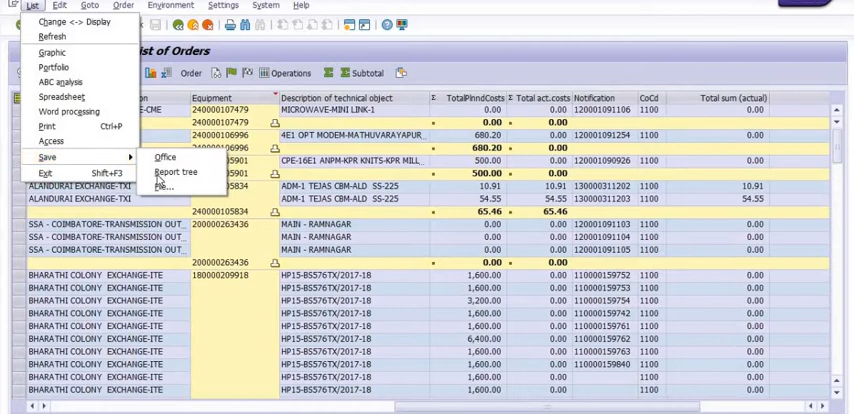 List Edit Goto Order Environment Settings System Help
Change <-> Display
Refresh
Graphic
Portfolio
ABC analysis
Spreadsheet
Word processing
Print Ctrl+P
Access
Save
Exit Shift+F3
Office
Report tree
ist of Orders
Order Operations Subtotal
on Equipment Description of technical object Σ TotalPlnndCosts Σ Total act.costs Notification CoCd Total sum (actual)
E-CME 240000107479 MICROWAVE-MINI LINK-1 0.00 0.00 120001091106 1100 0.00
240000107479 0.00 0.00
240000106996 4E1 OPT MODEM-MATHUVARAYAPUR_... 680.20 0.00 120001091254 1100 0.00
680.20 0.00
CPE-16E1 ANPM-KPR KNITS-KPR MILL_... 500.00 0.00 120001090926 1100 0.00
500.00 0.00
ALANDURAI EXCHANGE-TX1 ADM-1 TEJAS CBM-ALD SS-225 10.91 10.91 130000311202 1100 10.91
ALANDURAI EXCHANGE-TX1 ADM-1 TEJAS CBM-ALD SS-225 54.55 54.55 130000311203 1100 54.55
240000105834 65.46 65.46
SSA - COIMBATORE-TRANSMISSION OUT_... 200000263436 MAIN - RAMNAGAR 0.00 0.00 120001091103 1100 0.00
SSA - COIMBATORE-TRANSMISSION OUT_... MAIN - RAMNAGAR 0.00 0.00 120001091104 1100 0.00
SSA - COIMBATORE-TRANSMISSION OUT_... MAIN - RAMNAGAR 0.00 0.00 120001091105 1100 0.00
200000263436 0.00 0.00
BHARATHI COLONY EXCHANGE-ITE 180000209918 HP15-BS576TX/2017-18 1,600.00 0.00 110000159752 1100 0.00
BHARATHI COLONY EXCHANGE-ITE HP15-BS576TX/2017-18 1,600.00 0.00 110000159753 1100 0.00
BHARATHI COLONY EXCHANGE-ITE HP15-BS576TX/2017-18 3,200.00 0.00 110000159754 1100 0.00
BHARATHI COLONY EXCHANGE-ITE HP15-BS576TX/2017-18 1,600.00 0.00 110000159742 1100 0.00
BHARATHI COLONY EXCHANGE-ITE HP15-BS576TX/2017-18 1,600.00 0.00 110000159761 1100 0.00
BHARATHI COLONY EXCHANGE-ITE HP15-BS576TX/2017-18 6,400.00 0.00 110000159762 1100 0.00
BHARATHI COLONY EXCHANGE-ITE HP15-BS576TX/2017-18 1,600.00 0.00 110000159763 1100 0.00
BHARATHI COLONY EXCHANGE-ITE HP15-BS576TX/2017-18 1,600.00 0.00 110000159840 1100 0.00
BHARATHI COLONY EXCHANGE-ITE HP15-BS576TX/2017-18 1,600.00 0.00 1100 0.00
BHARATHI COLONY EXCHANGE-ITE HP15-BS576TX/2017-18 1,600.00 0.00 1100 0.00